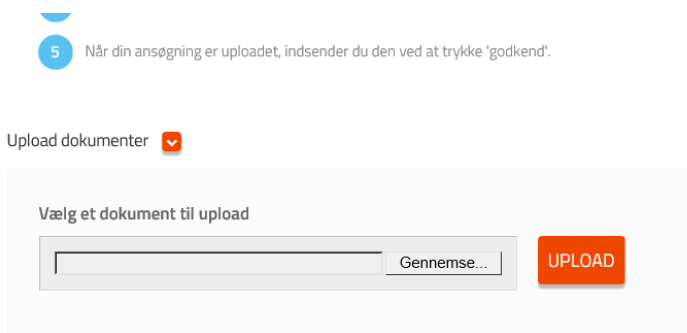 5 Når din ansøgning er uploadet, indsender du den ved at trykke 'godkend'.
Upload dokumenter
Vælg et dokument til upload
Gennemse... UPLOAD